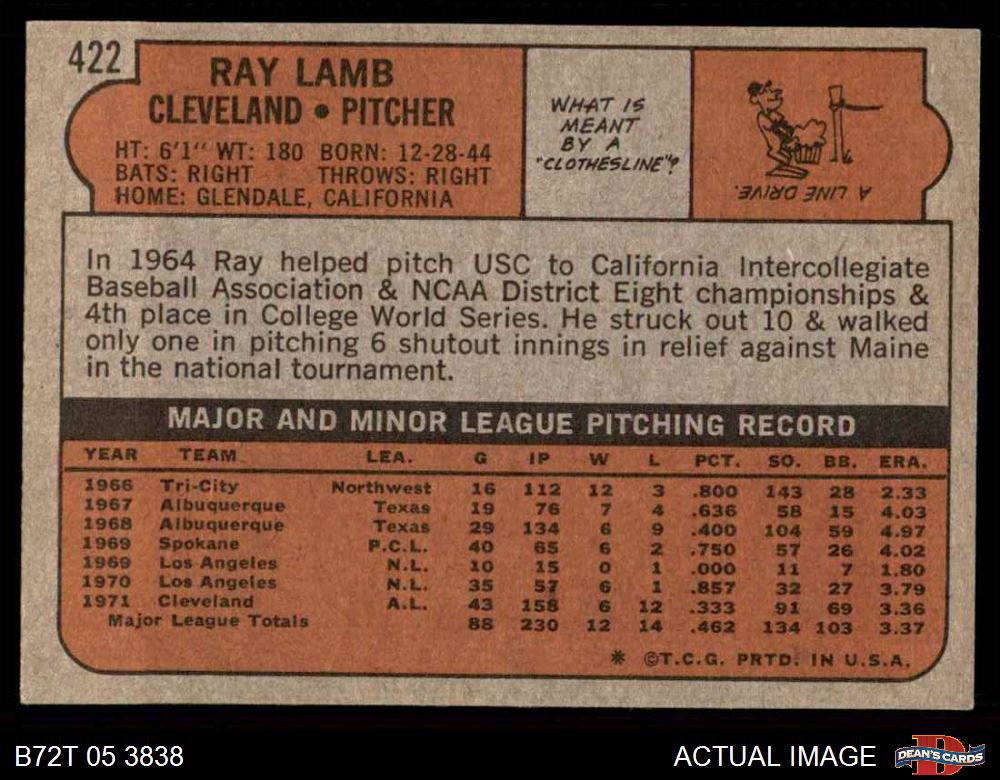 422
RAY LAMB
CLEVELAND • PITCHER
HT: 6'1" WT: 180 BORN: 12-28-44
BATS: RIGHT THROWS: RIGHT
HOME: GLENDALE, CALIFORNIA
WHAT IS
MEANT
BY A
"CLOTHESLINE"?
A LINE DRIVE.
In 1964 Ray helped pitch USC to California Intercollegiate
Baseball Association & NCAA District Eight championships &
4th place in College World Series. He struck out 10 & walked
only one in pitching 6 shutout innings in relief against Maine
in the national tournament.
MAJOR AND MINOR LEAGUE PITCHING RECORD
YEAR TEAM LEA. G IP W L PCT. SO. BB. ERA.
1966 Tri-City Northwest 16 112 12 3 .800 143 28 2.33
1967 Albuquerque Texas 19 76 7 4 .636 58 15 4.03
1968 Albuquerque Texas 29 134 6 9 .400 104 59 4.97
1969 Spokane P.C.L. 40 65 6 2 .750 57 26 4.02
1969 Los Angeles N.L. 10 15 0 1 .000 11 7 1.80
1970 Los Angeles N.L. 35 57 6 1 .857 32 27 3.79
1971 Cleveland A.L. 43 158 6 12 .333 91 69 3.36
Major League Totals 88 230 12 14 .462 134 103 3.37
* ©T.C.G. PRTD. IN U.S.A.
B72T 05 3838
ACTUAL IMAGE
DEAN'S CARDS